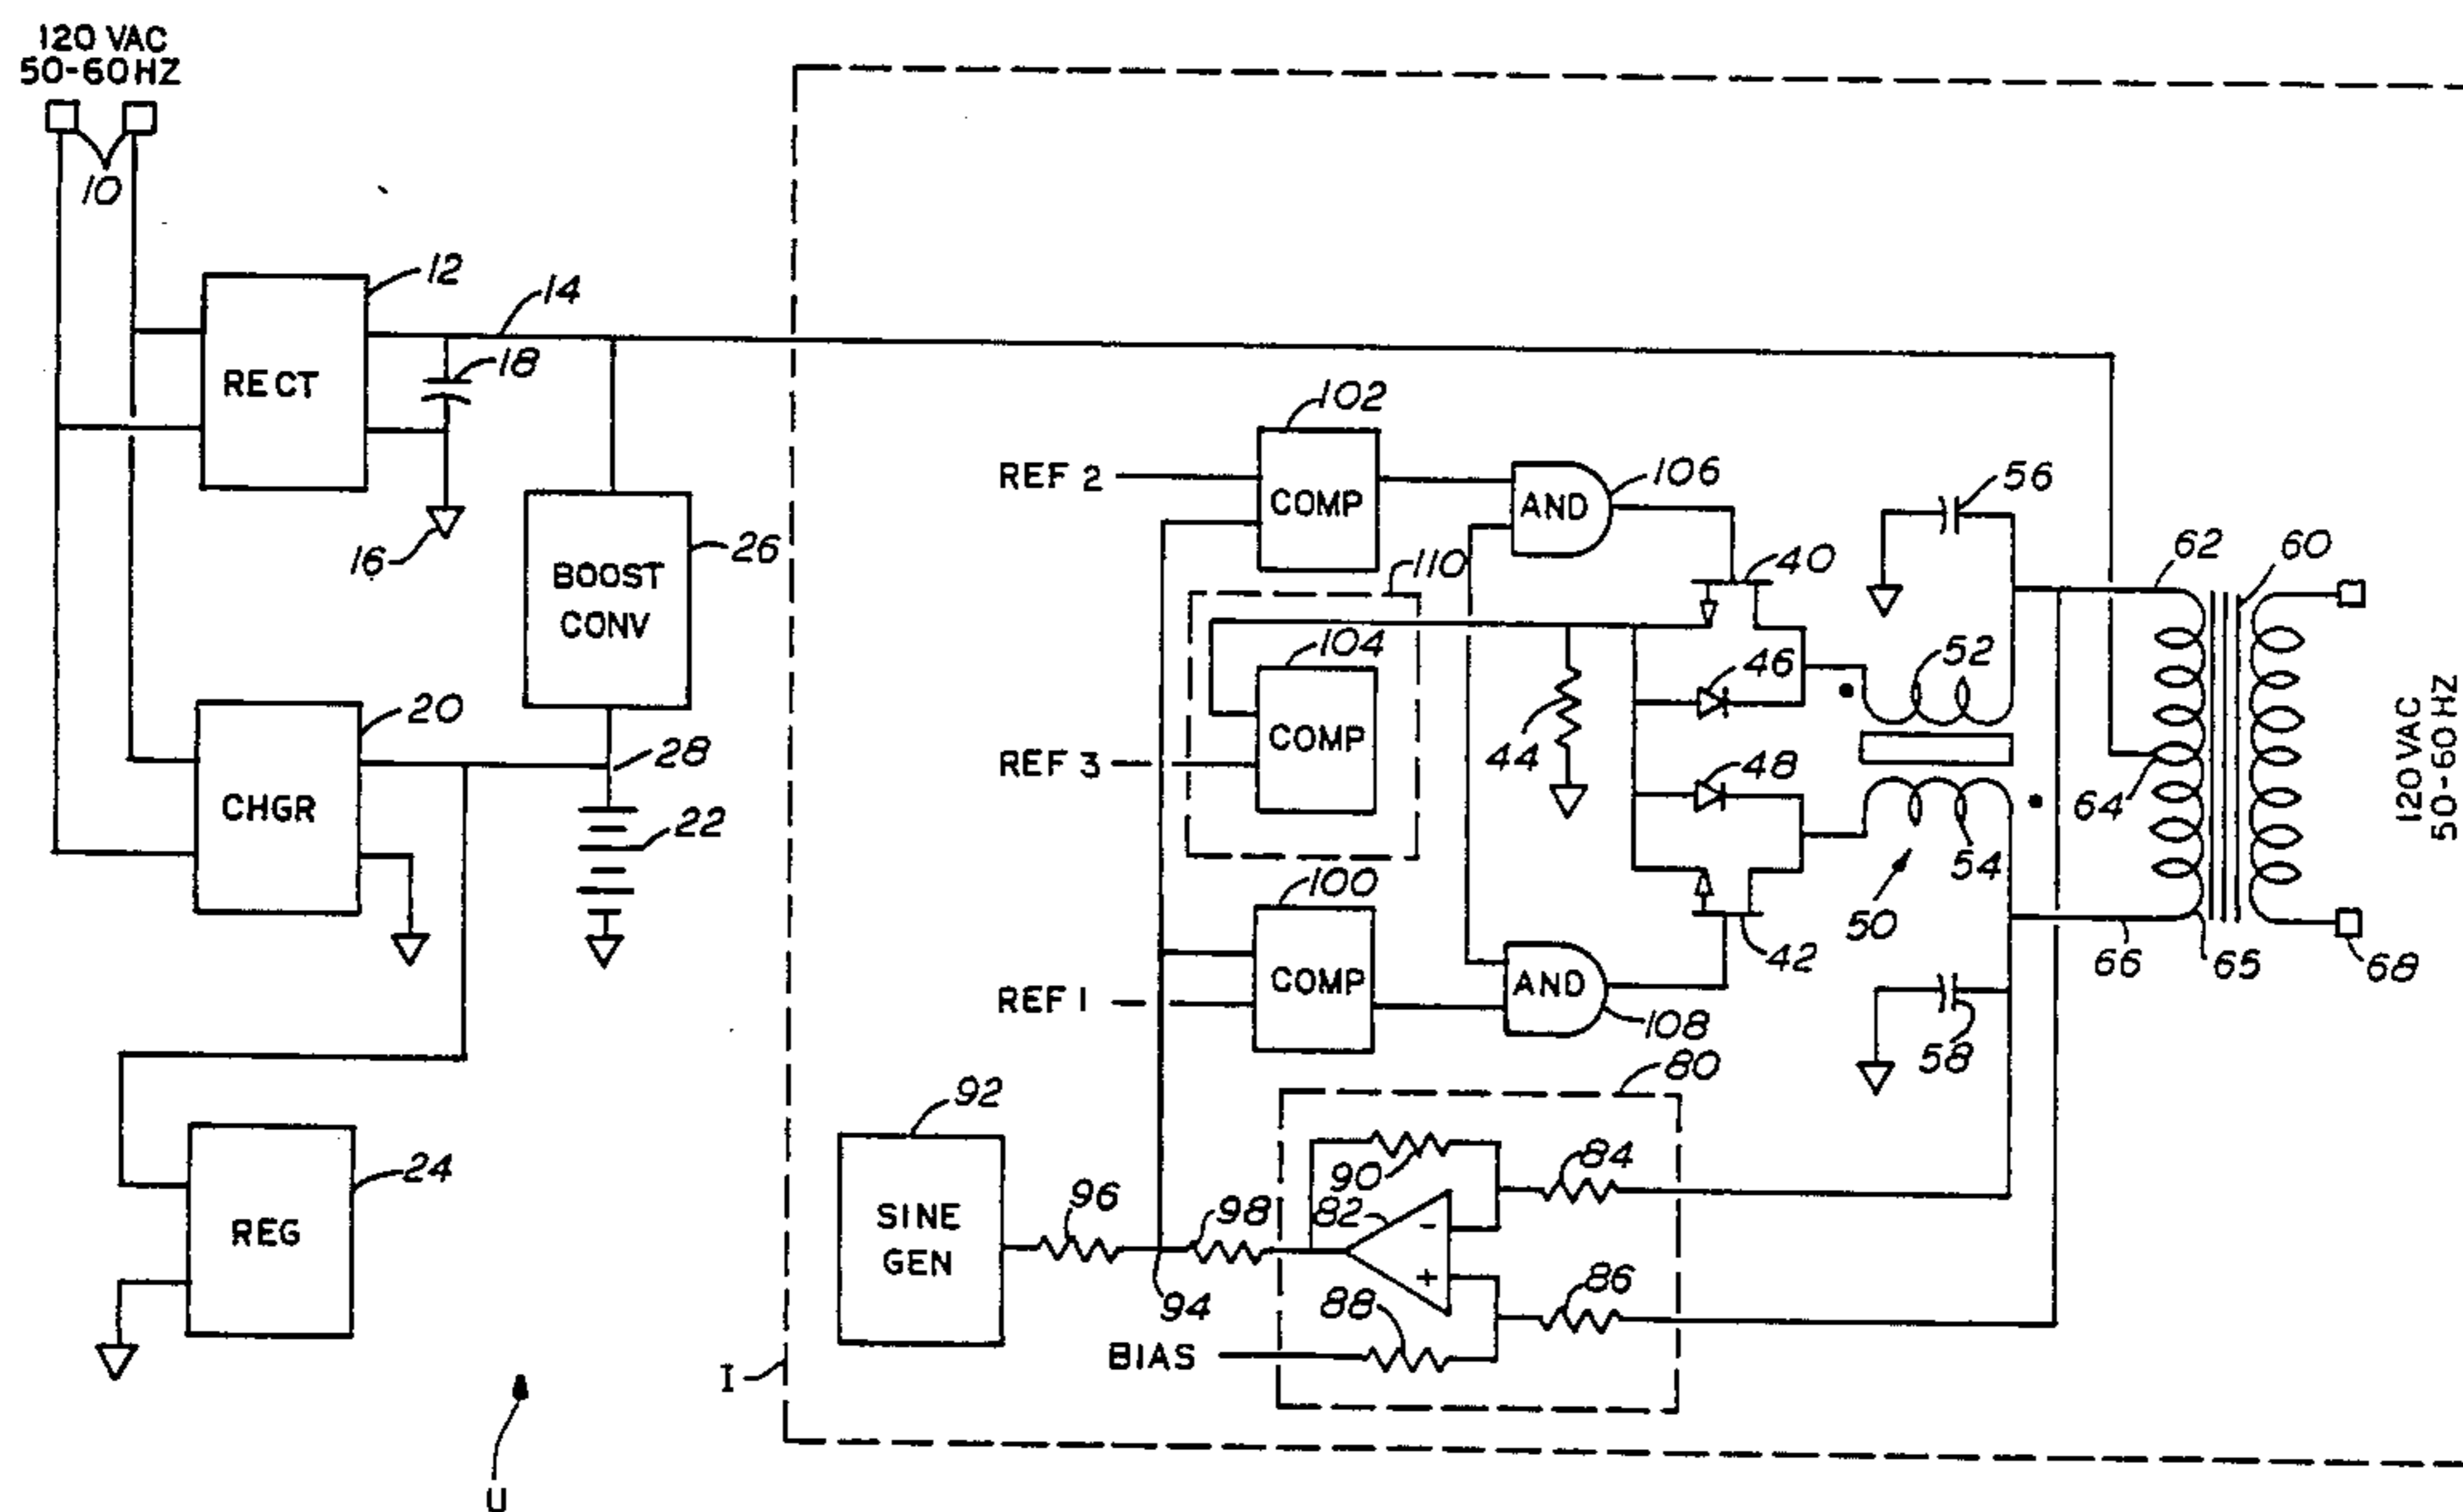 120 VAC
50-60 HZ
10
12
14
RECT
18
16
BOOST
CONV
26
CHGR
20
28
22
REG
24
U
I
102
REF 2
COMP
AND
106
110
40
56
62
60
104
COMP
REF 3
44
46
52
48
64
54
50
100
COMP
REF 1
AND
108
42
66
65
68
58
120 VAC
50-60 HZ
80
92
SINE
GEN
96
98
94
90
84
82
-
+
88
86
BIAS